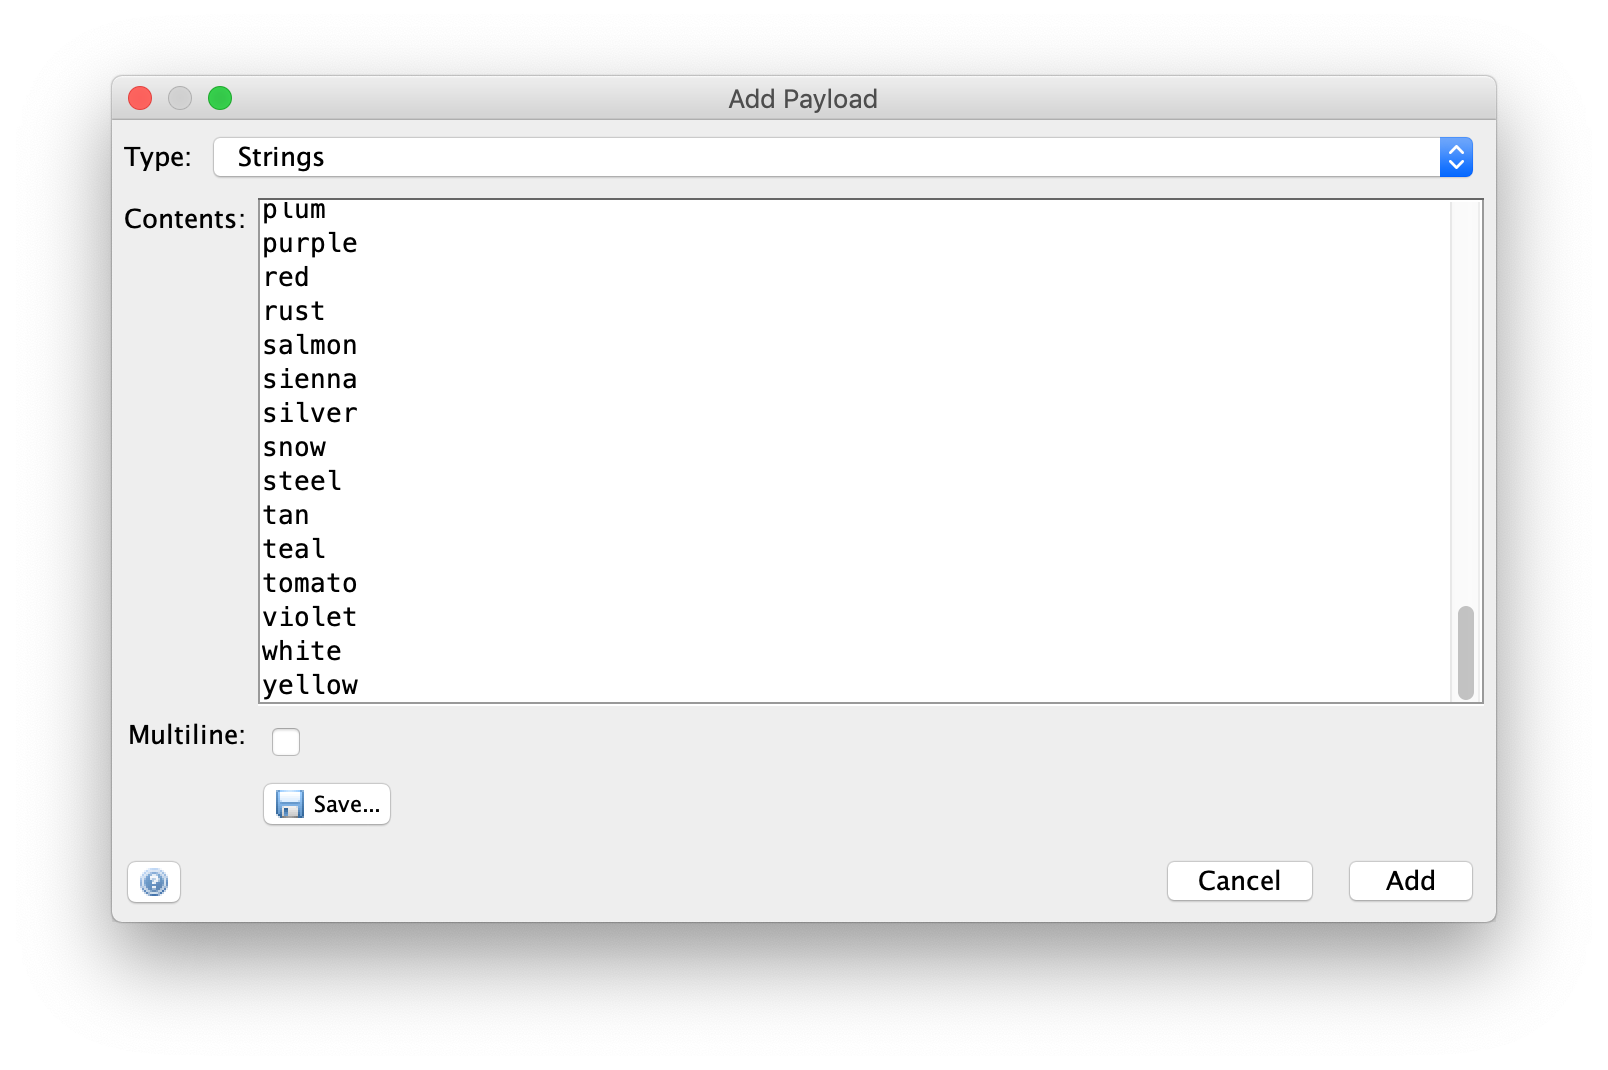 Add Payload
Type: Strings
Contents: plum
purple
red
rust
salmon
sienna
silver
snow
steel
tan
teal
tomato
violet
white
yellow
Multiline:
Save...
? Cancel Add